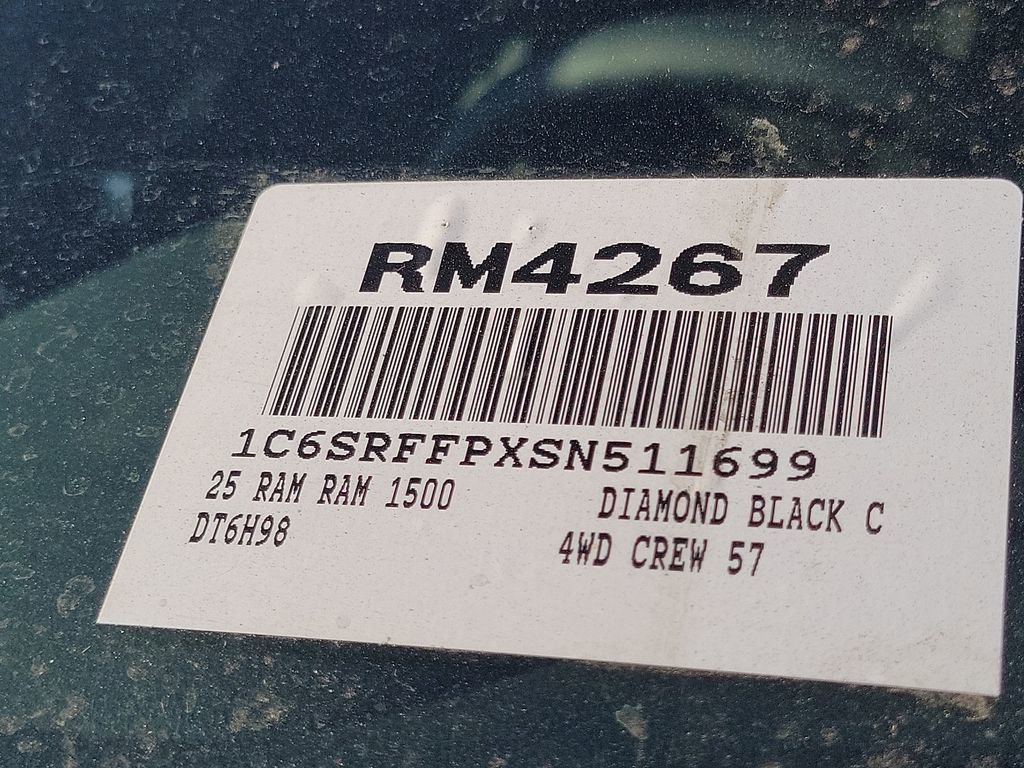 RM4267
1C6SRFFPXSN511699
25 RAM RAM 1500 DIAMOND BLACK C
DT6H98 4WD CREW 57